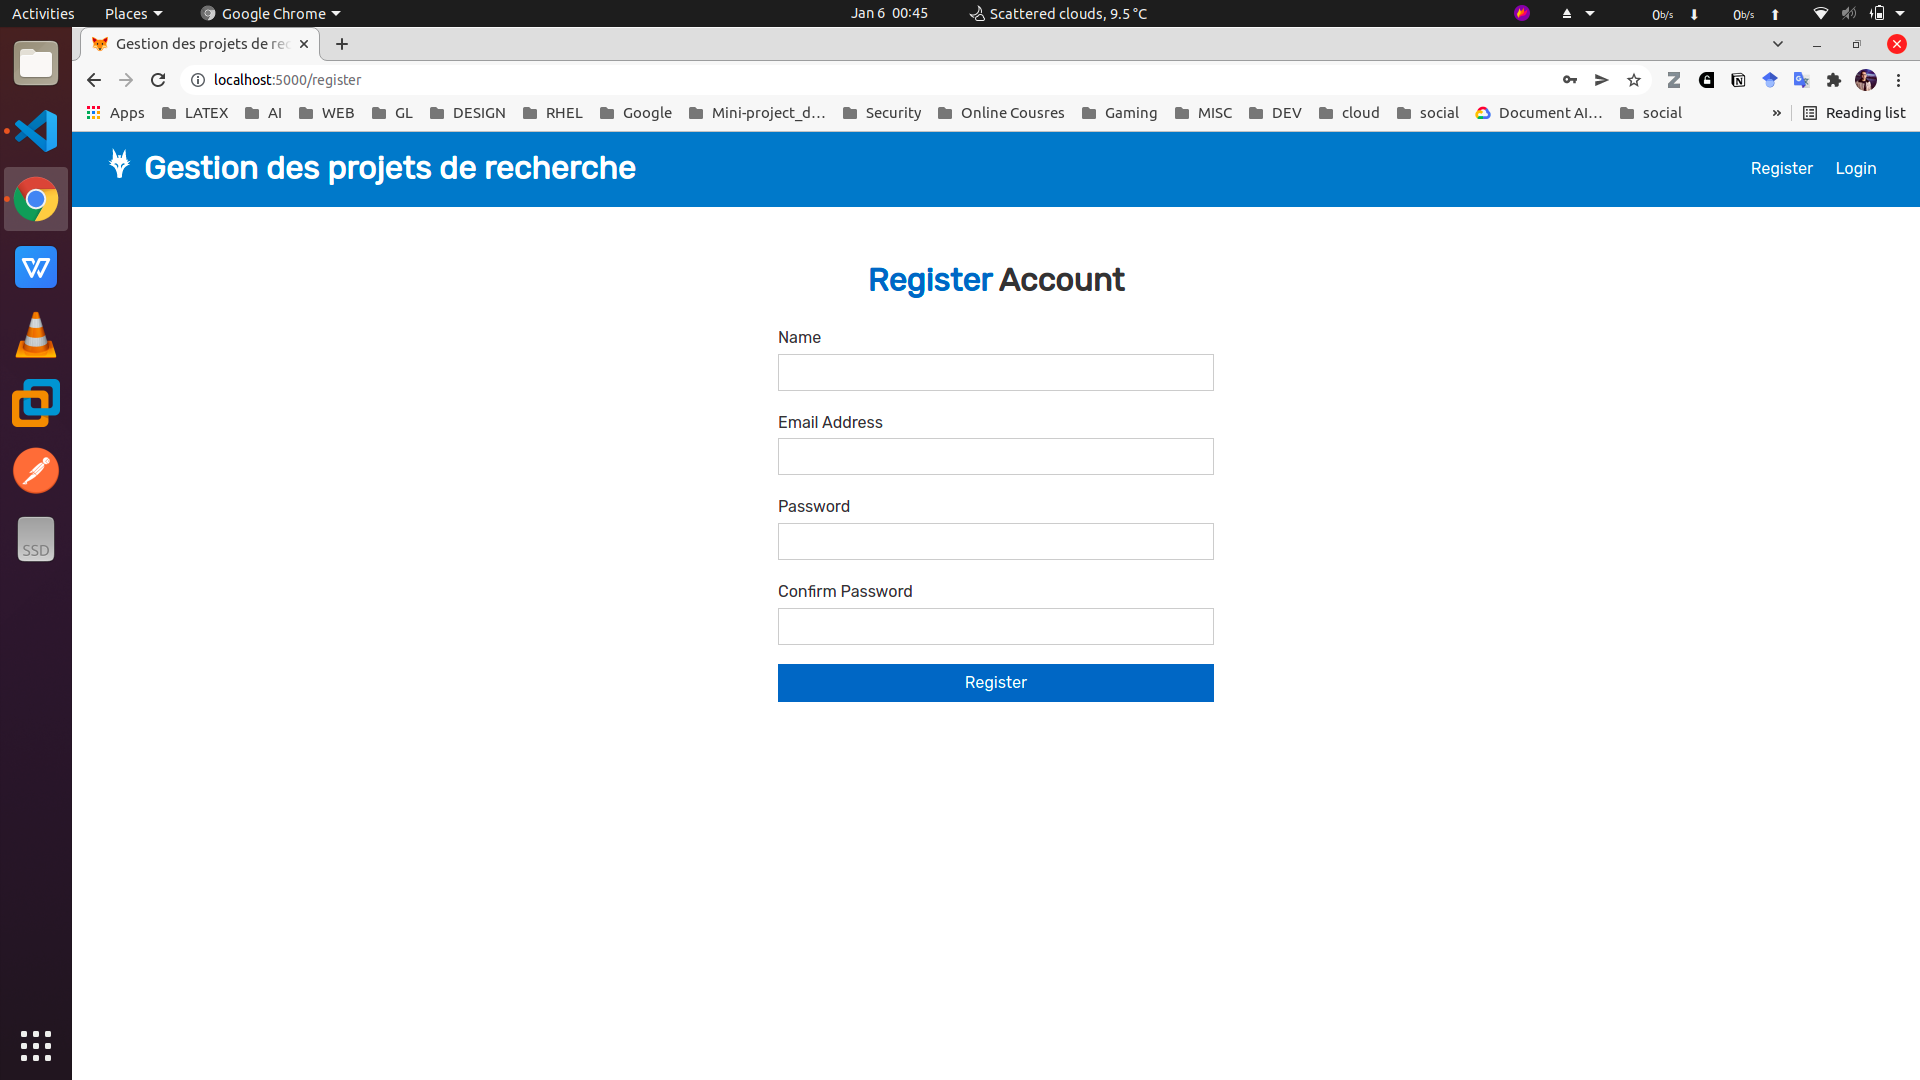 Activities Places Google Chrome Jan 6 00:45 Scattered clouds, 9.5 °C 0b/s 0b/s
Gestion des projets de rec
localhost:5000/register
Apps LATEX AI WEB GL DESIGN RHEL Google Mini-project_d... Security Online Cousres Gaming MISC DEV cloud social Document AI... social » Reading list
Gestion des projets de recherche Register Login
Register Account
Name
Email Address
Password
Confirm Password
Register
SSD